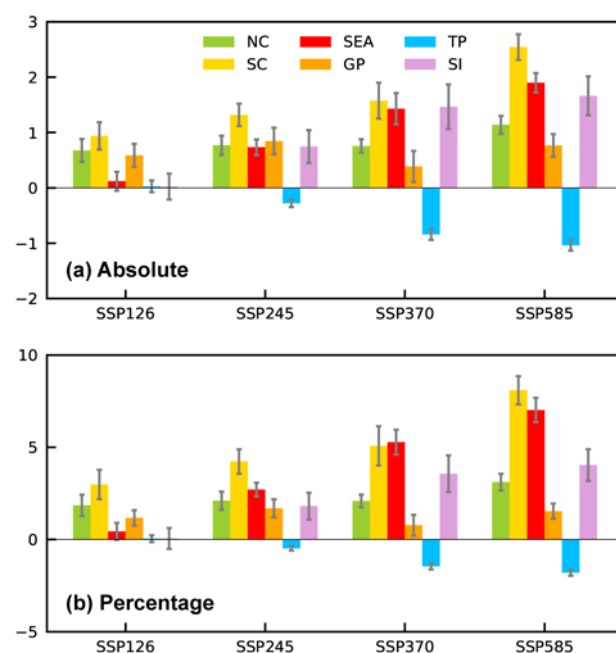 3
NC SEA TP
SC GP SI
2
1
0
−1
(a) Absolute
−2
SSP126 SSP245 SSP370 SSP585
10
5
0
(b) Percentage
−5
SSP126 SSP245 SSP370 SSP585